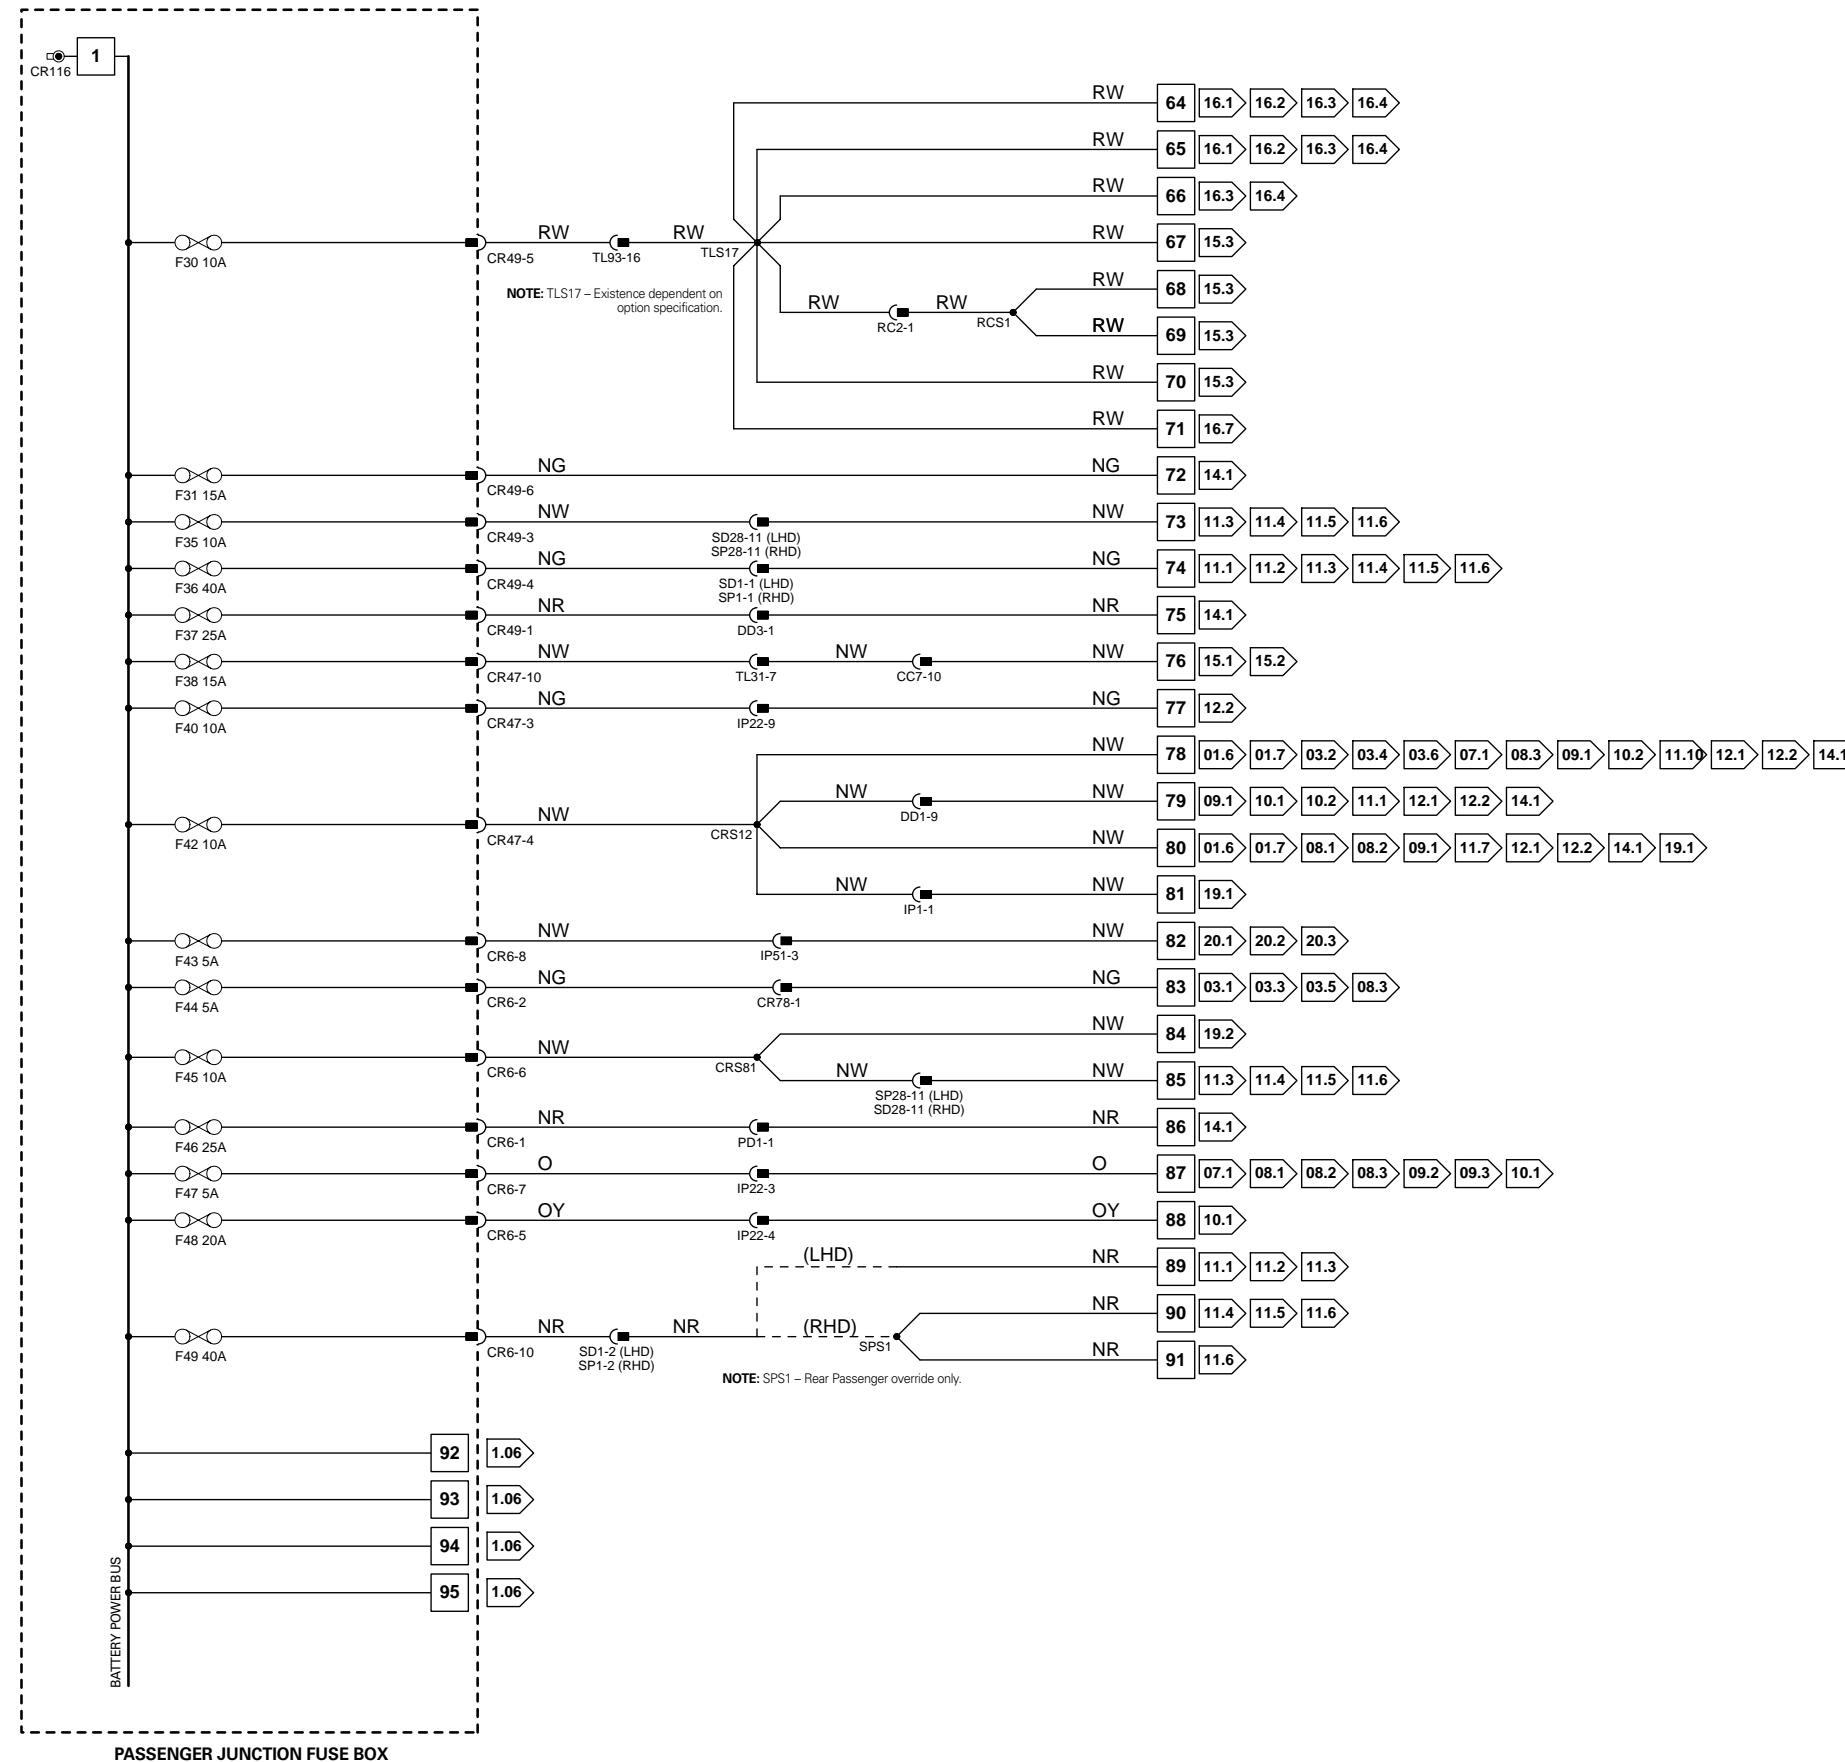 1
CR116
RW 64 16.1 16.2 16.3 16.4
RW 65 16.1 16.2 16.3 16.4
RW 66 16.3 16.4
F30 10A CR49-5 RW TL93-16 RW TLS17 RW 67 15.3
NOTE: TLS17 – Existence dependent on
option specification.
RW RC2-1 RW RCS1
RW 68 15.3
RW 69 15.3
RW 70 15.3
RW 71 16.7
F31 15A CR49-6 NG NG 72 14.1
F35 10A CR49-3 NW SD28-11 (LHD)
SP28-11 (RHD)
NW 73 11.3 11.4 11.5 11.6
F36 40A CR49-4 NG SD1-1 (LHD)
SP1-1 (RHD)
NG 74 11.1 11.2 11.3 11.4 11.5 11.6
F37 25A CR49-1 NR DD3-1 NR 75 14.1
F38 15A CR47-10 NW TL31-7 NW CC7-10 NW 76 15.1 15.2
F40 10A CR47-3 NG IP22-9 NG 77 12.2
NW 78 01.6 01.7 03.2 03.4 03.6 07.1 08.3 09.1 10.2 11.10 12.1 12.2 14.1
NW DD1-9 NW 79 09.1 10.1 10.2 11.1 12.1 12.2 14.1
F42 10A CR47-4 NW CRS12
NW 80 01.6 01.7 08.1 08.2 09.1 11.7 12.1 12.2 14.1 19.1
NW IP1-1 NW 81 19.1
F43 5A CR6-8 NW IP51-3 NW 82 20.1 20.2 20.3
F44 5A CR6-2 NG CR78-1 NG 83 03.1 03.3 03.5 08.3
NW 84 19.2
F45 10A CR6-6 NW CRS81
NW SP28-11 (LHD)
SD28-11 (RHD)
NW 85 11.3 11.4 11.5 11.6
F46 25A CR6-1 NR PD1-1 NR 86 14.1
F47 5A CR6-7 O IP22-3 O 87 07.1 08.1 08.2 08.3 09.2 09.3 10.1
F48 20A CR6-5 OY IP22-4 OY 88 10.1
(LHD) NR 89 11.1 11.2 11.3
NR 90 11.4 11.5 11.6
F49 40A CR6-10 NR SD1-2 (LHD)
SP1-2 (RHD)
NR (RHD) SPS1
NR 91 11.6
NOTE: SPS1 – Rear Passenger override only.
92 1.06
93 1.06
94 1.06
95 1.06
BATTERY POWER BUS
PASSENGER JUNCTION FUSE BOX